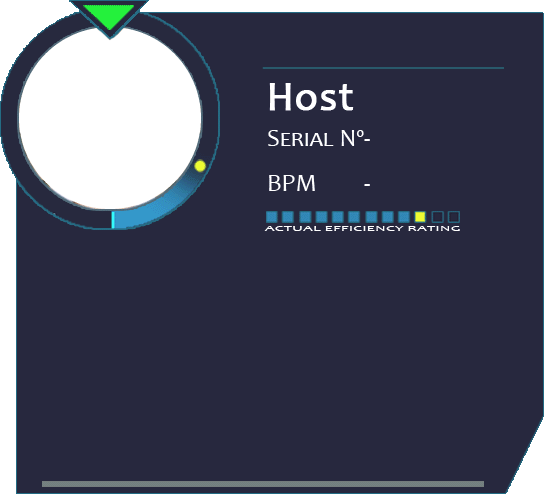 Host
Serial Nº-
BPM -
ACTUAL EFFICIENCY RATING